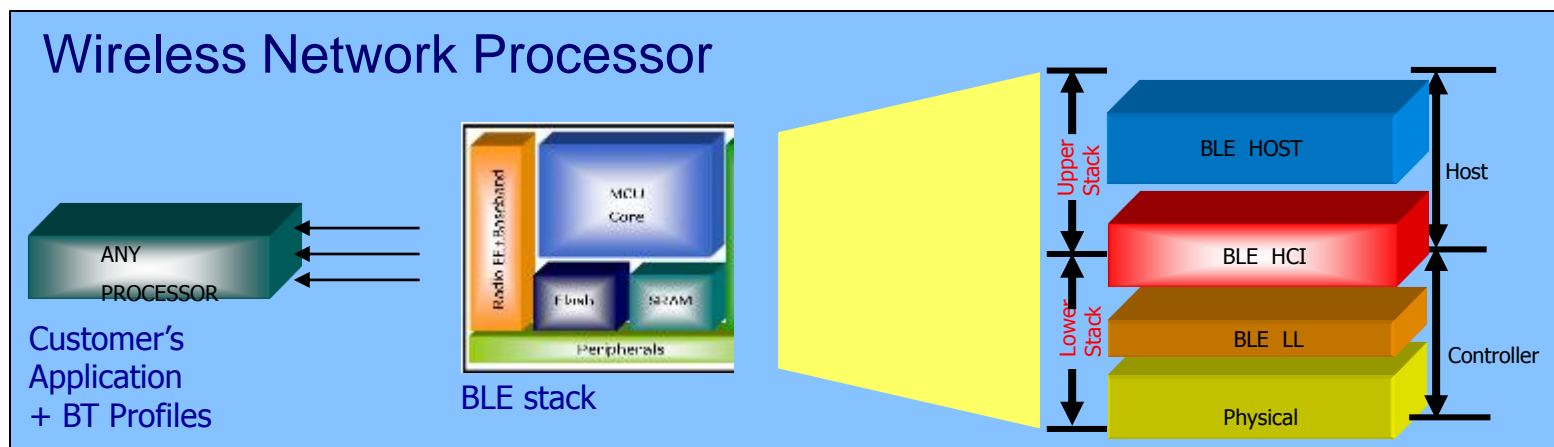 Wireless Network Processor
ANY
PROCESSOR
Customer's
Application
+ BT Profiles
Radio EE+Baseband
MCU
Core
Flash
SRAM
Peripherals
BLE stack
Upper
Stack
Lower
Stack
BLE HOST
BLE HCI
BLE LL
Physical
Host
Controller